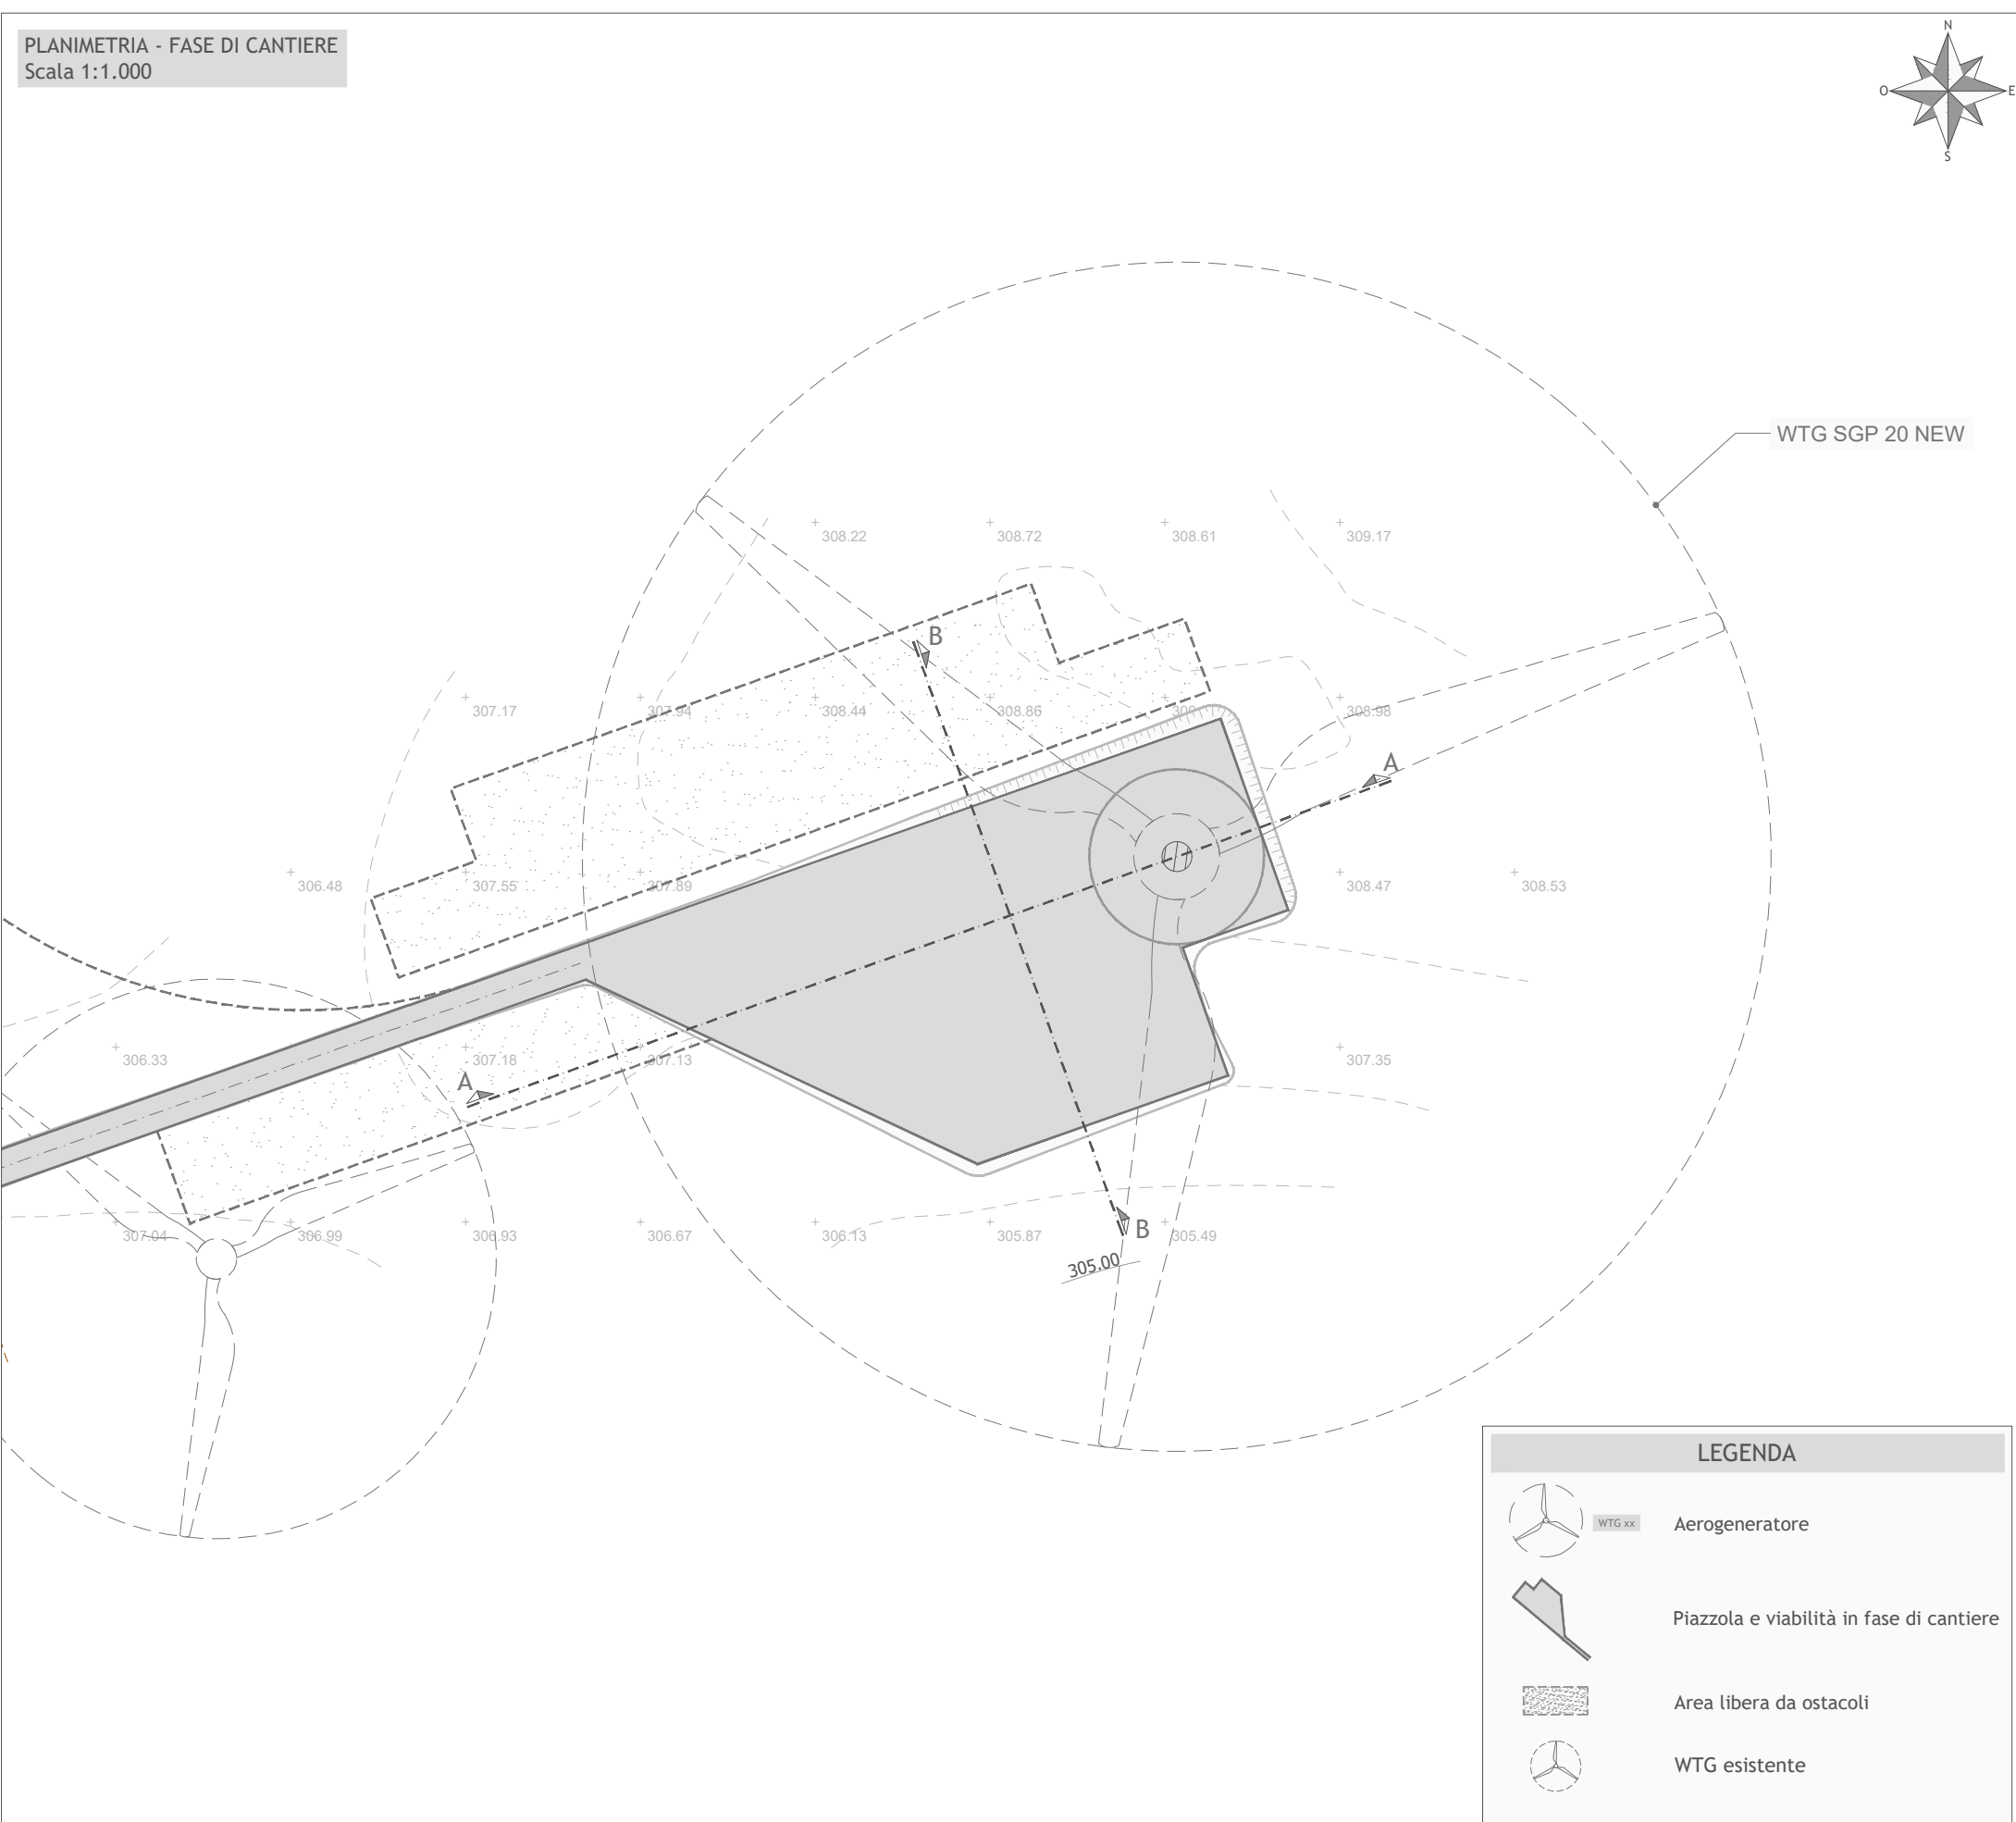 PLANIMETRIA - FASE DI CANTIERE
Scala 1:1.000
N
O
E
S
WTG SGP 20 NEW
308.22
308.72
308.61
309.17
B
307.17
307.94
308.44
308.86
308.98
A
306.48
307.55
307.89
308.47
308.53
306.33
307.18
307.13
307.35
A
307.04
306.99
306.93
306.67
306.13
305.87
305.49
B
305.00
LEGENDA
WTG xx
Aerogeneratore
Piazzola e viabilità in fase di cantiere
Area libera da ostacoli
WTG esistente